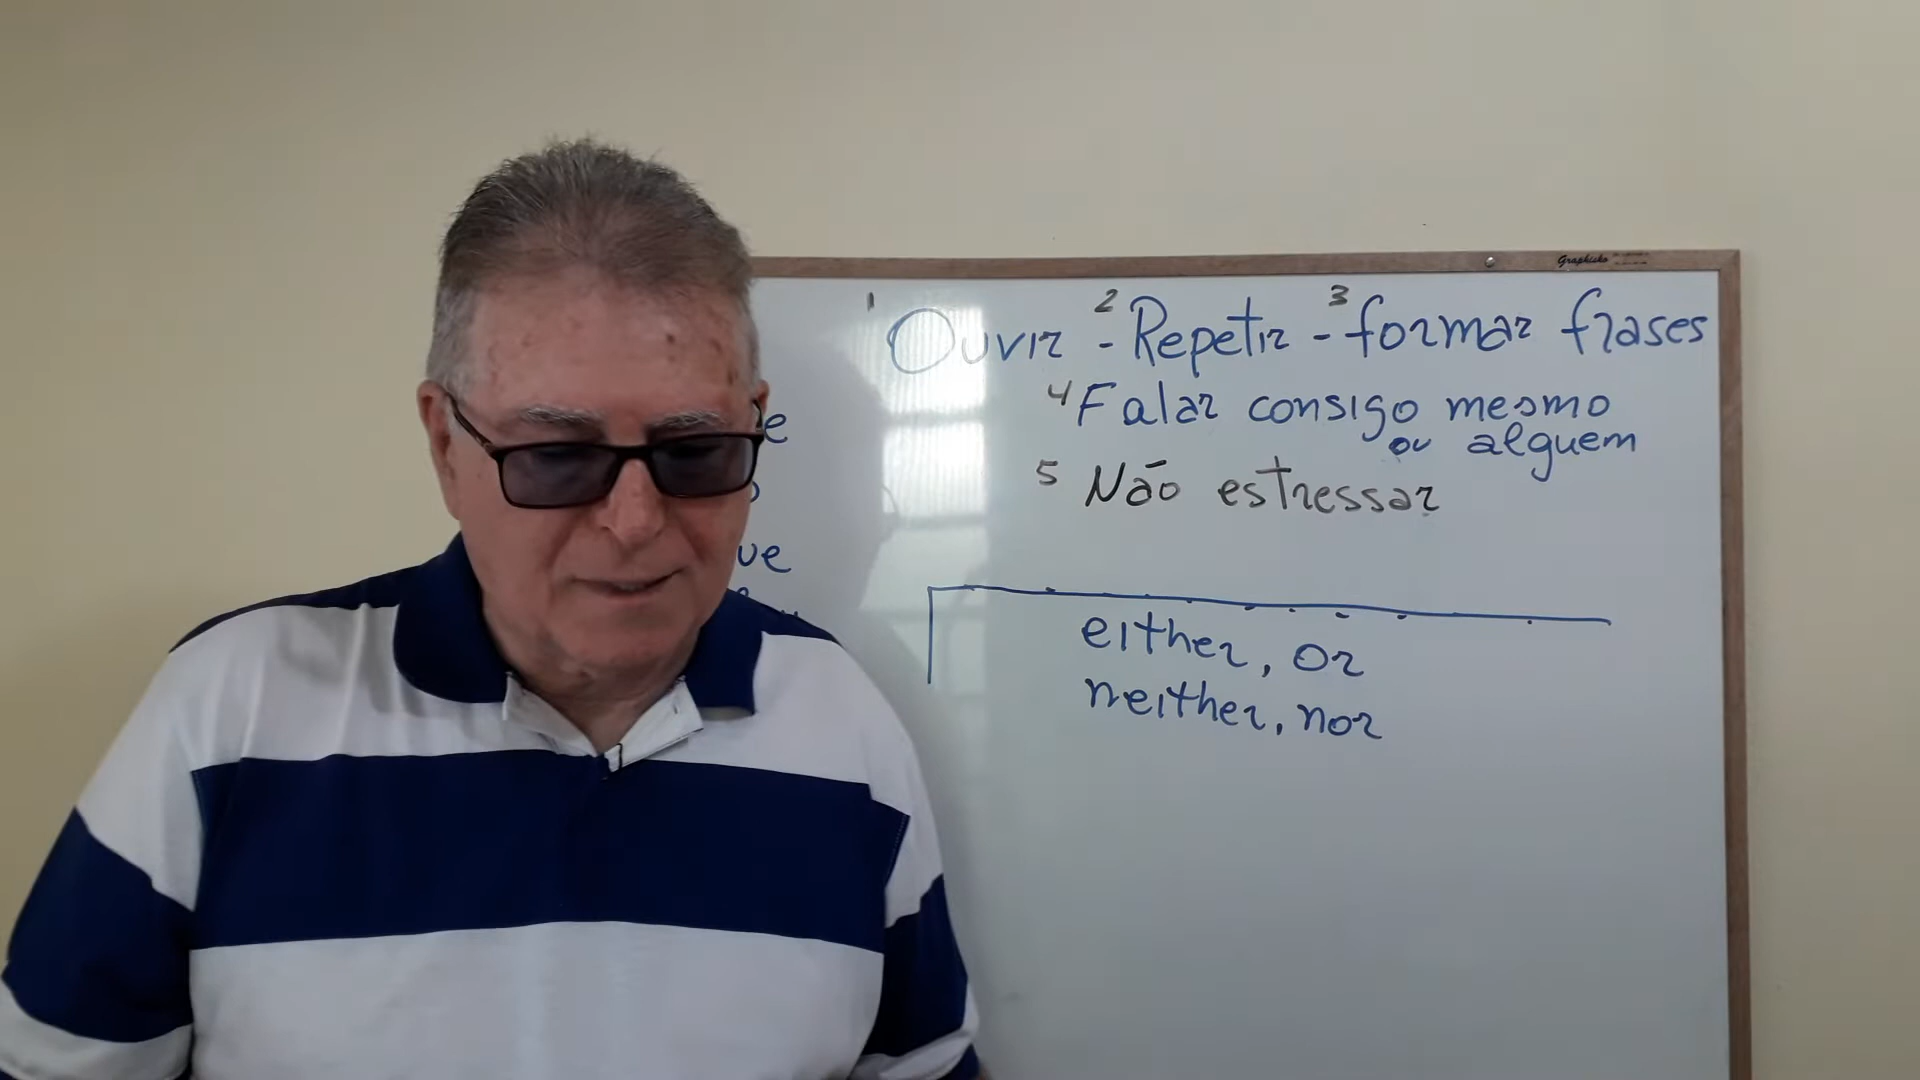 Graphicko
1 Ouvir - 2 Repetir - 3 formar frases
4 Falar consigo mesmo
ou alguem
5 Não estressar
either, or
neither, nor